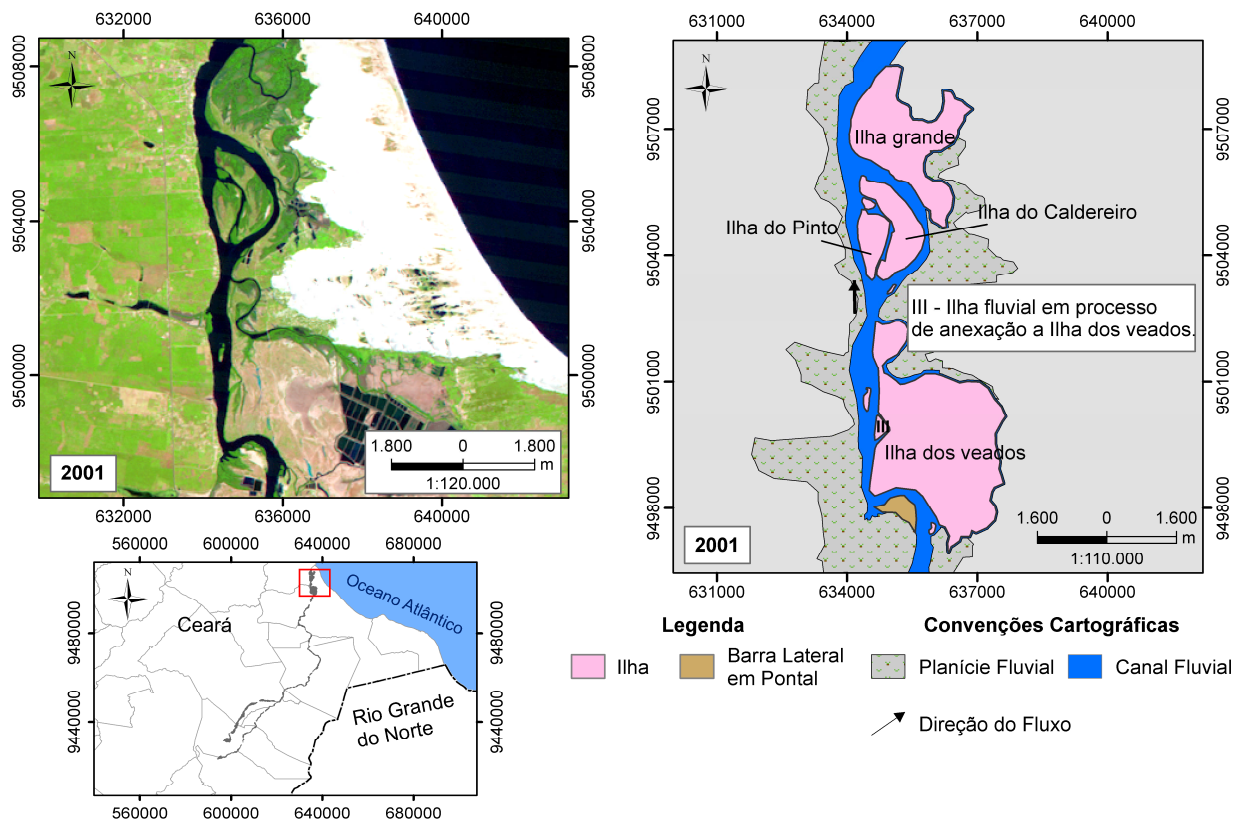 632000
636000
640000
9508000
9504000
9500000
N
9508000
9504000
9500000
2001
1.800
0
1.800
m
1:120.000
632000
636000
640000
631000
634000
637000
640000
9507000
9504000
9501000
9498000
N
Ilha grande
Ilha do Caldereiro
Ilha do Pinto
III - Ilha fluvial em processo
de anexação a Ilha dos veados.
III
Ilha dos veados
2001
1.600
0
1.600
m
1:110.000
9507000
9504000
9501000
9498000
631000
634000
637000
640000
560000
600000
640000
680000
9480000
9440000
N
Ceará
Oceano Atlântico
Rio Grande
do Norte
9480000
9440000
560000
600000
640000
680000
Legenda
Ilha
Barra Lateral
em Pontal
Convenções Cartográficas
Planície Fluvial
Canal Fluvial
Direção do Fluxo